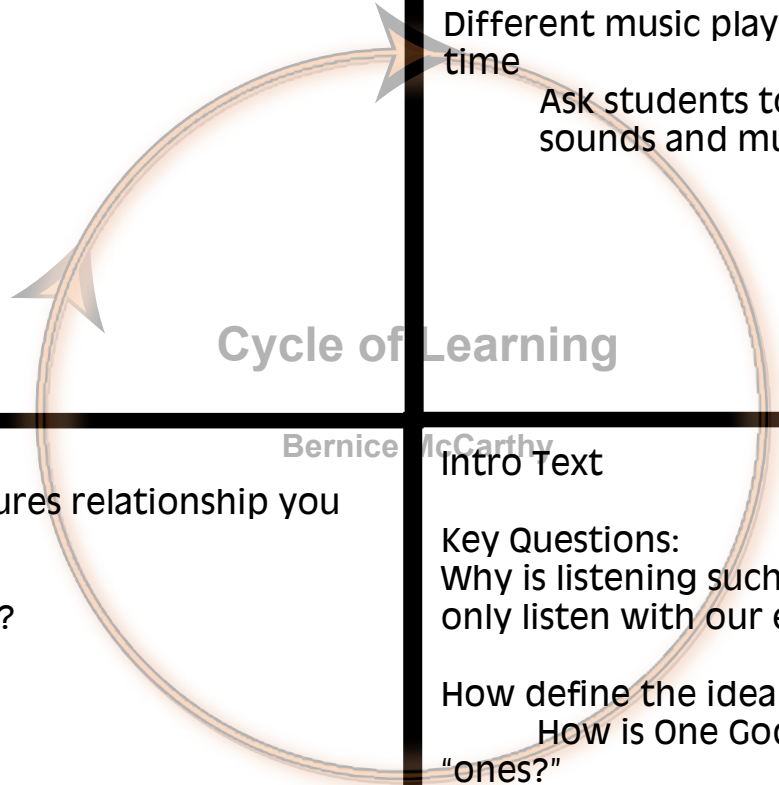 Different music play
time
Ask students to
sounds and mu
Cycle of Learning
Bernice McCarthy
ures relationship you
?
Intro Text
Key Questions:
Why is listening such
only listen with our e
How define the idea
How is One Go
“ones?”